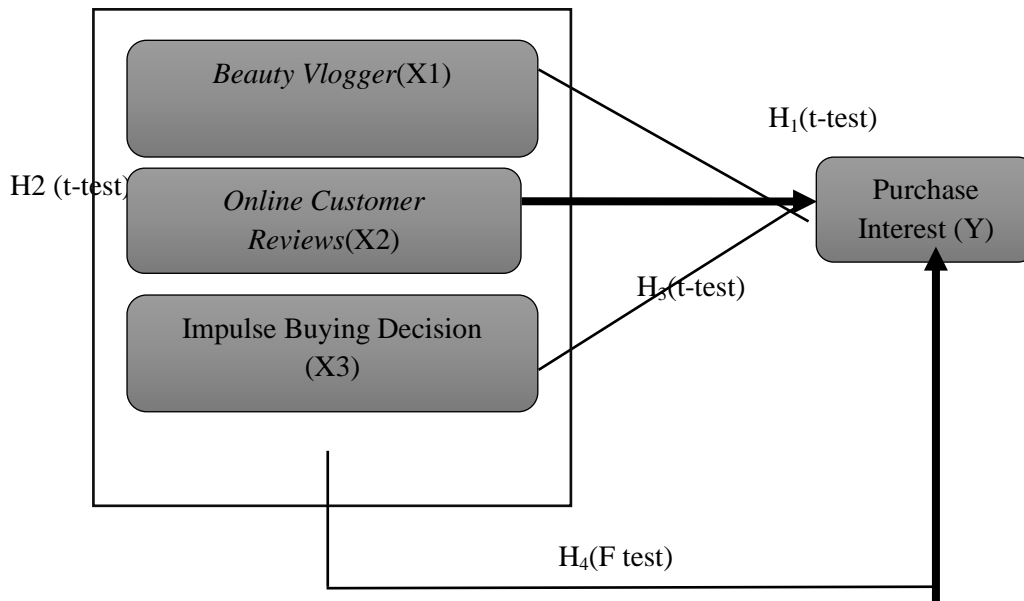 Beauty Vlogger(X1)
H₁(t-test)
H2 (t-test)
Online Customer
Reviews(X2)
Purchase
Interest (Y)
H₃(t-test)
Impulse Buying Decision
(X3)
H₄(F test)